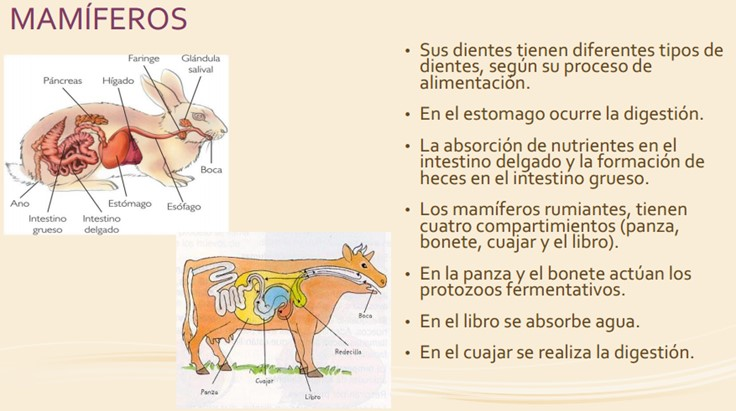 MAMÍFEROS
Faringe
Glándula
salival
Páncreas
Hígado
Boca
Ano
Estómago
Esófago
Intestino
grueso
Intestino
delgado
Boca
Redecilla
Panza
Cuajar
Libro
• Sus dientes tienen diferentes tipos de
dientes, según su proceso de
alimentación.
• En el estomago ocurre la digestión.
• La absorción de nutrientes en el
intestino delgado y la formación de
heces en el intestino grueso.
• Los mamíferos rumiantes, tienen
cuatro compartimientos (panza,
bonete, cuajar y el libro).
• En la panza y el bonete actúan los
protozoos fermentativos.
• En el libro se absorbe agua.
• En el cuajar se realiza la digestión.